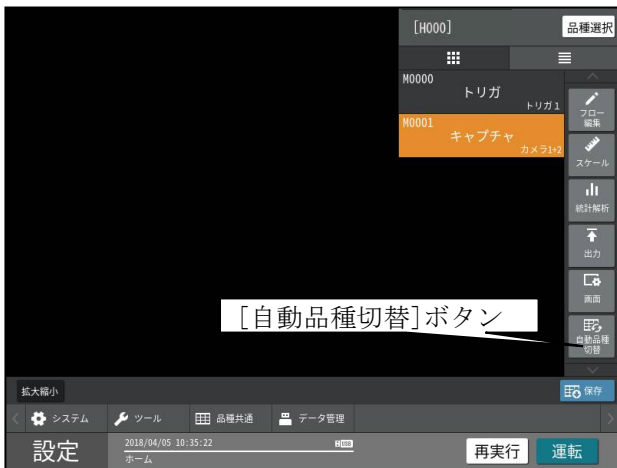 [H000]
品種選択
M0000
トリガ
トリガ1
M0001
キャプチャ
カメラ1+2
フロー
編集
スケール
統計解析
出力
画面
[自動品種切替]ボタン
自動品種
切替
拡大縮小
保存
システム
ツール
品種共通
データ管理
設定
2018/04/05 10:35:22
ホーム
再実行
運転